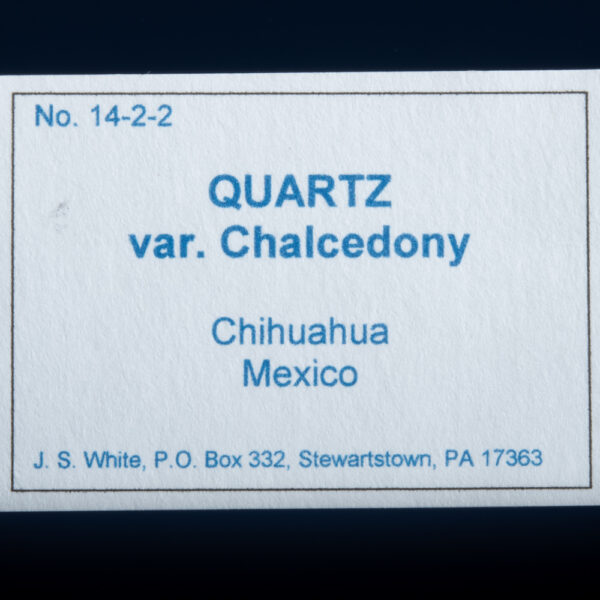 No. 14-2-2
QUARTZ
var. Chalcedony
Chihuahua
Mexico
J. S. White, P.O. Box 332, Stewartstown, PA 17363